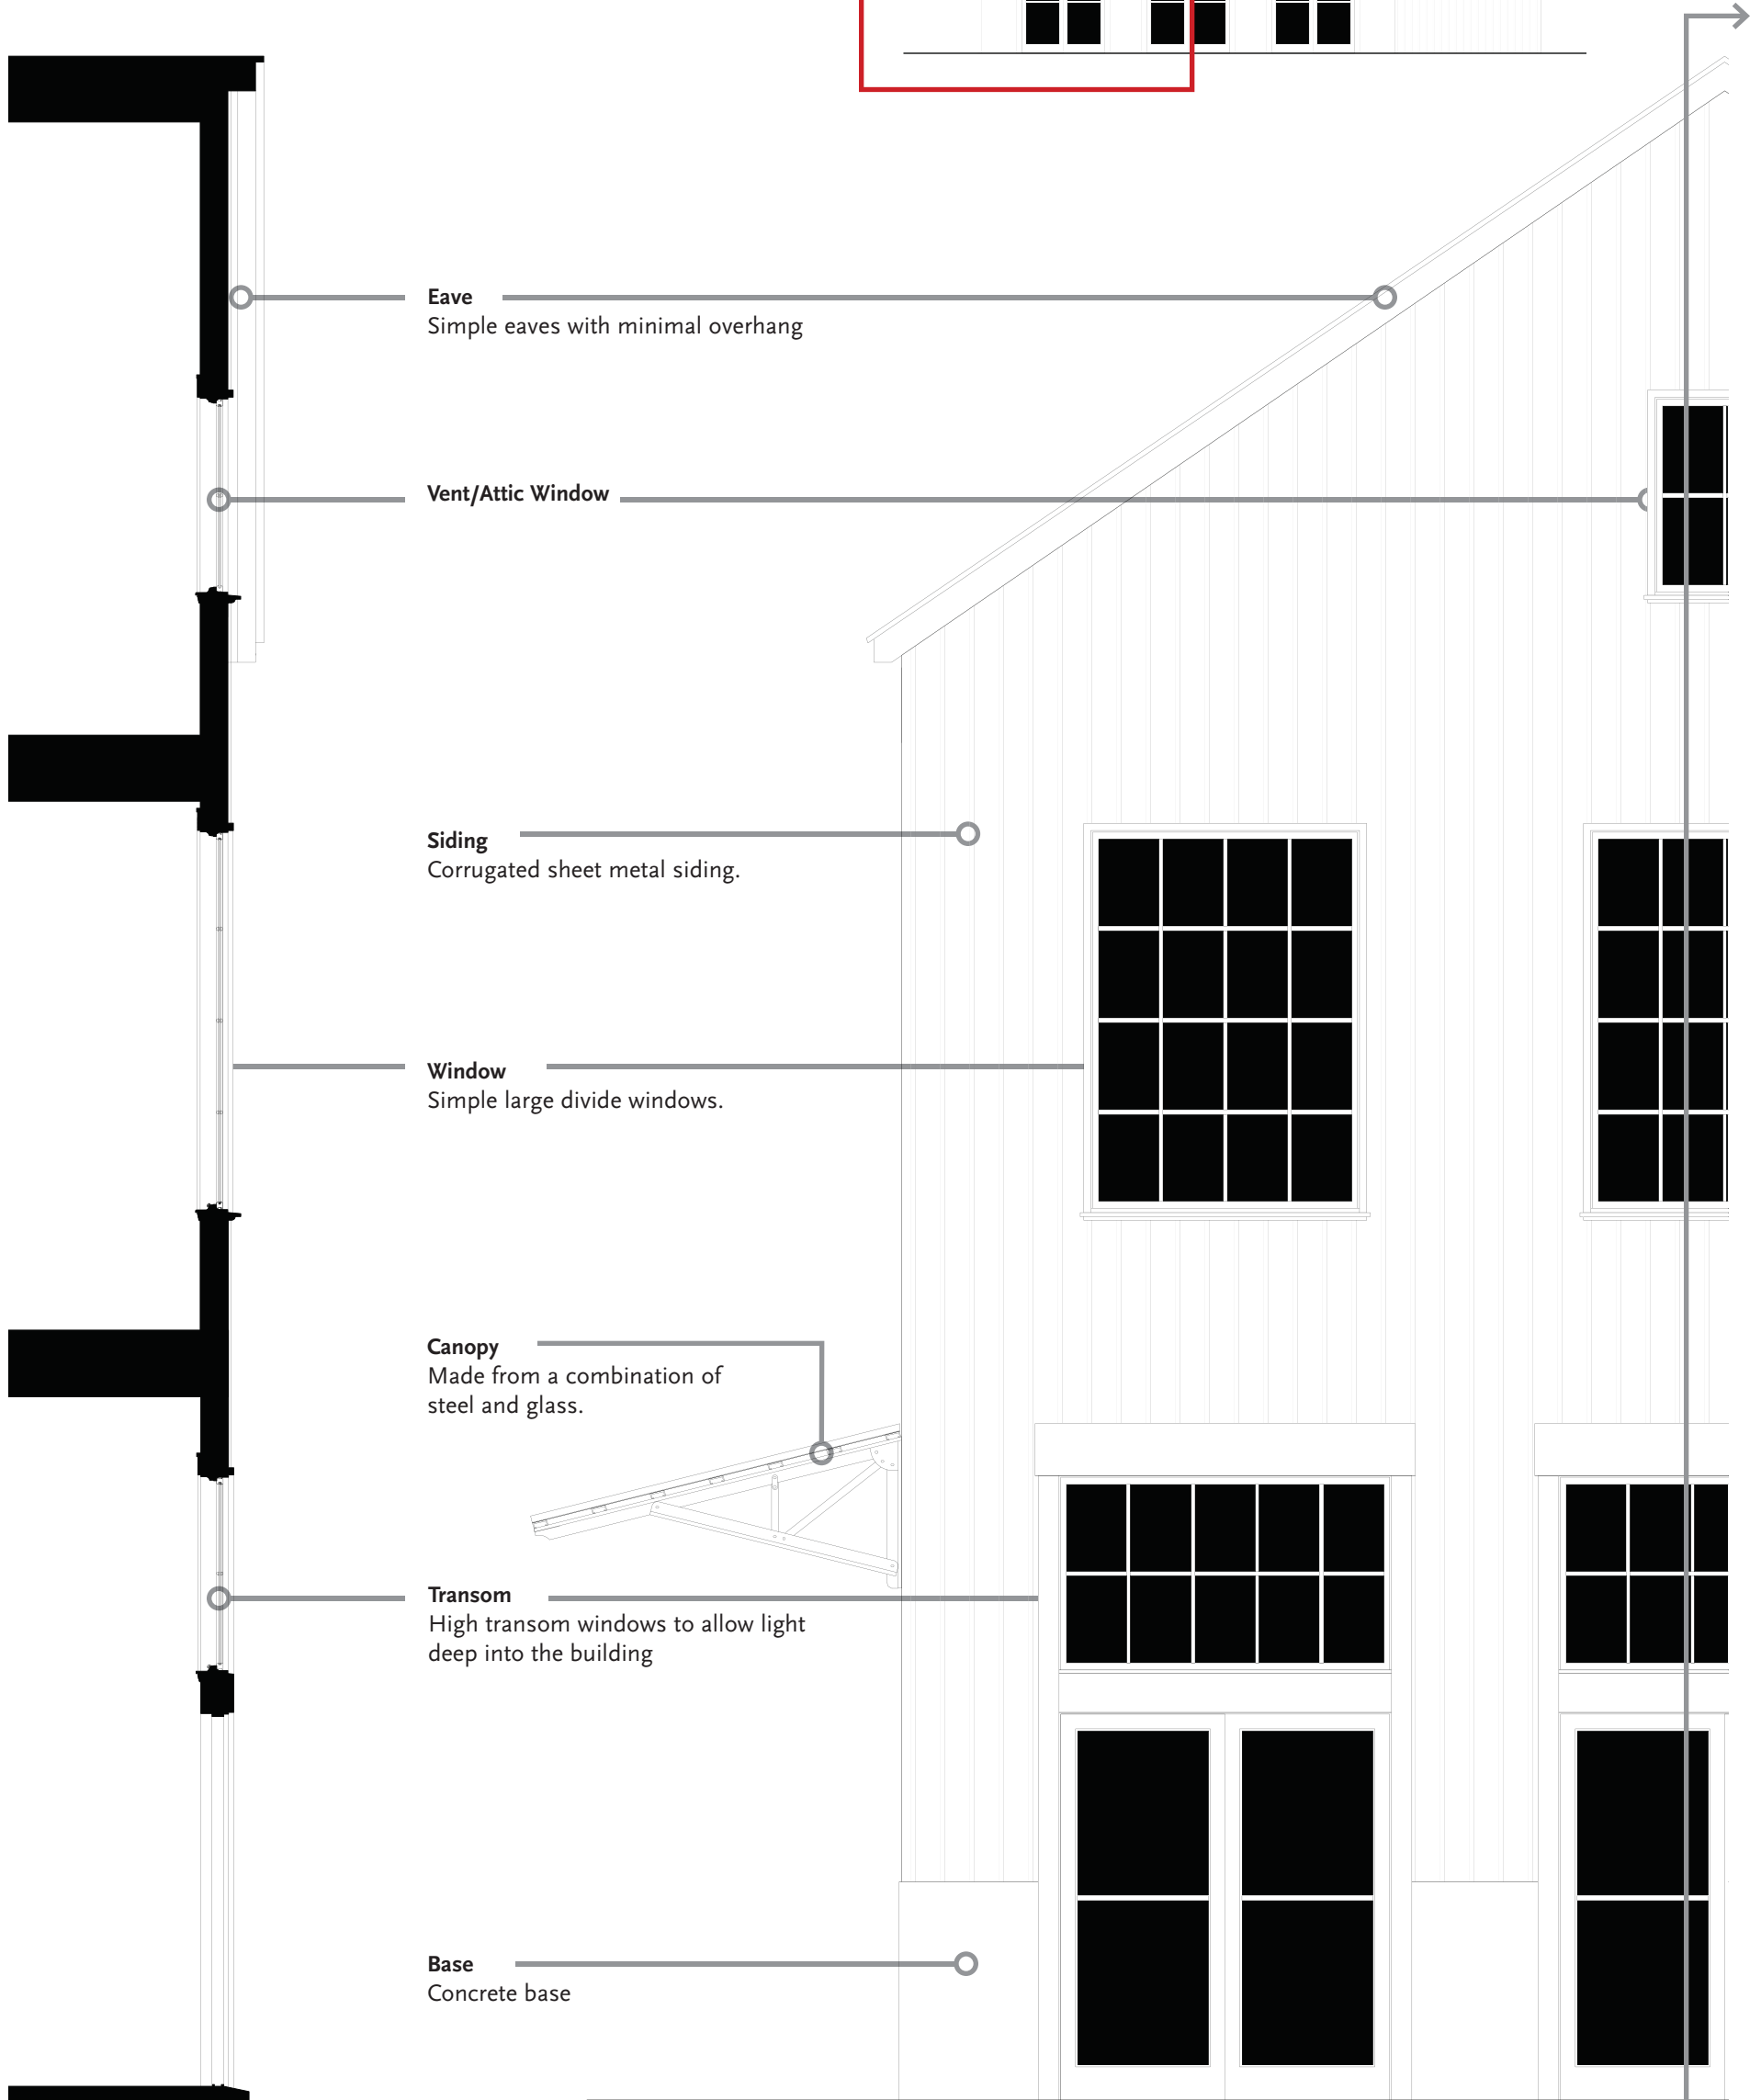 Eave
Simple eaves with minimal overhang
Vent/Attic Window
Siding
Corrugated sheet metal siding.
Window
Simple large divide windows.
Canopy
Made from a combination of
steel and glass.
Transom
High transom windows to allow light
deep into the building
Base
Concrete base